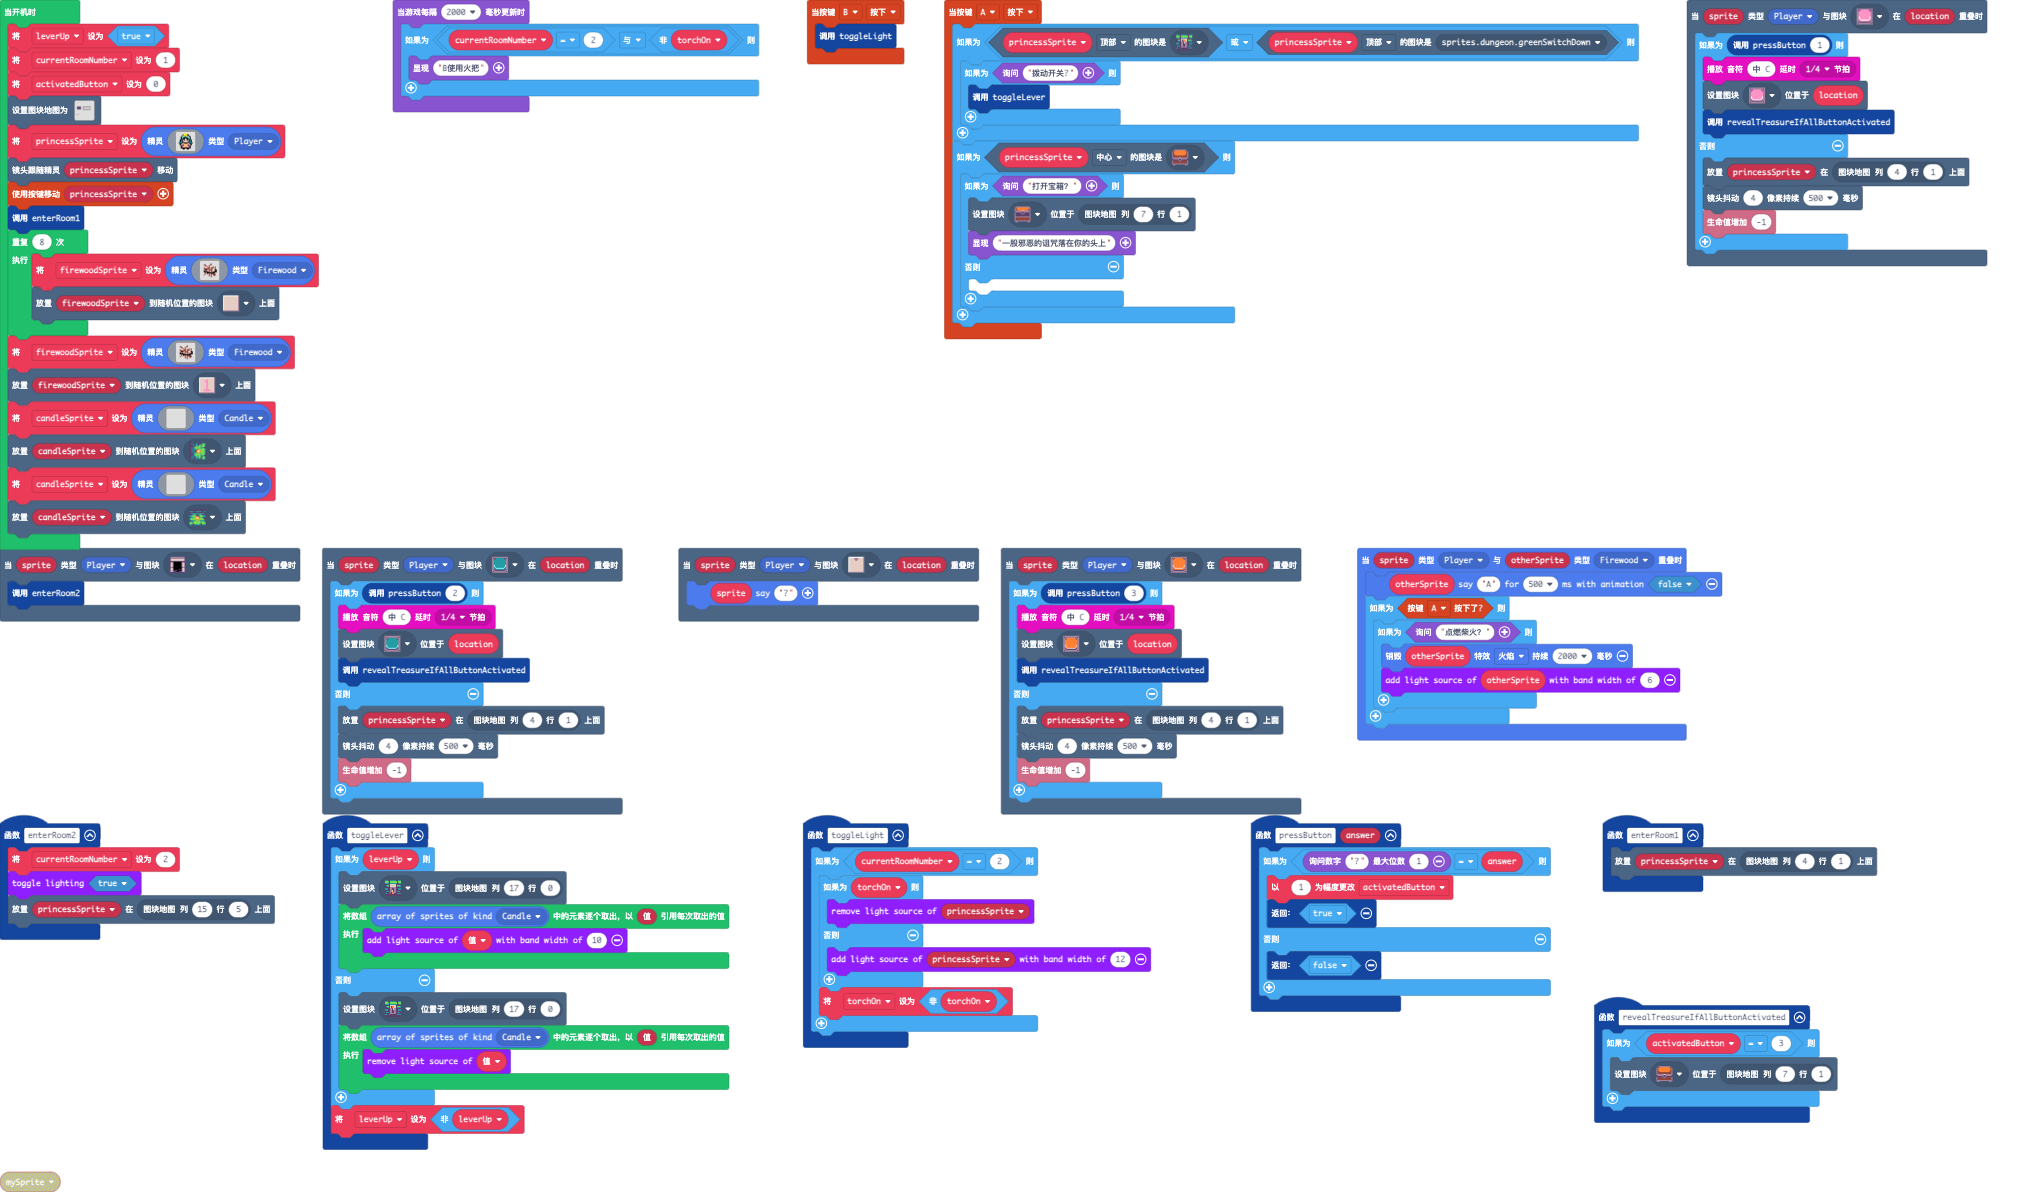 当开机时
将 leverUp 设为 true
将 currentRoomNumber 设为 1
将 activatedButton 设为 0
设置图块地图为
将 princessSprite 设为 精灵 类型 Player
镜头跟随精灵 princessSprite 移动
使用按键移动 princessSprite
调用 enterRoom1
重复 8 次
执行
将 firewoodSprite 设为 精灵 类型 Firewood
放置 firewoodSprite 到随机位置的图块 上面
将 firewoodSprite 设为 精灵 类型 Firewood
放置 firewoodSprite 到随机位置的图块 1 上面
将 candleSprite 设为 精灵 类型 Candle
放置 candleSprite 到随机位置的图块 上面
将 candleSprite 设为 精灵 类型 Candle
放置 candleSprite 到随机位置的图块 上面
当游戏每隔 2000 毫秒更新时
如果为 currentRoomNumber = 2 与 非 torchOn 则
显现 "B使用火把"
当按键 B 按下
调用 toggleLight
当按键 A 按下
如果为 princessSprite 顶部 的图块是 或 princessSprite 顶部 的图块是 sprites.dungeon.greenSwitchDown 则
如果为 询问 "拨动开关?" 则
调用 toggleLever
如果为 princessSprite 中心 的图块是 则
如果为 询问 "打开宝箱？" 则
设置图块 位置于 图块地图 列 7 行 1
显现 "一股邪恶的诅咒落在你的头上"
否则
当 sprite 类型 Player 与图块 在 location 重叠时
如果为 调用 pressButton 1 则
播放 音符 中 C 延时 1/4 节拍
设置图块 位置于 location
调用 revealTreasureIfAllButtonActivated
否则
放置 princessSprite 在 图块地图 列 4 行 1 上面
镜头抖动 4 像素持续 500 毫秒
生命值增加 -1
当 sprite 类型 Player 与图块 在 location 重叠时
调用 enterRoom2
当 sprite 类型 Player 与图块 在 location 重叠时
如果为 调用 pressButton 2 则
播放 音符 中 C 延时 1/4 节拍
设置图块 位置于 location
调用 revealTreasureIfAllButtonActivated
否则
放置 princessSprite 在 图块地图 列 4 行 1 上面
镜头抖动 4 像素持续 500 毫秒
生命值增加 -1
当 sprite 类型 Player 与图块 在 location 重叠时
sprite say "?"
当 sprite 类型 Player 与图块 在 location 重叠时
如果为 调用 pressButton 3 则
播放 音符 中 C 延时 1/4 节拍
设置图块 位置于 location
调用 revealTreasureIfAllButtonActivated
否则
放置 princessSprite 在 图块地图 列 4 行 1 上面
镜头抖动 4 像素持续 500 毫秒
生命值增加 -1
当 sprite 类型 Player 与 otherSprite 类型 Firewood 重叠时
otherSprite say "A" for 500 ms with animation false
如果为 按键 A 按下了? 则
如果为 询问 "点燃柴火？" 则
销毁 otherSprite 特效 火焰 持续 2000 毫秒
add light source of otherSprite with band width of 6
函数 enterRoom2
将 currentRoomNumber 设为 2
toggle lighting true
放置 princessSprite 在 图块地图 列 15 行 5 上面
函数 toggleLever
如果为 leverUp 则
设置图块 位置于 图块地图 列 17 行 0
将数组 array of sprites of kind Candle 中的元素逐个取出，以 值 引用每次取出的值
执行 add light source of 值 with band width of 10
否则
设置图块 位置于 图块地图 列 17 行 0
将数组 array of sprites of kind Candle 中的元素逐个取出，以 值 引用每次取出的值
执行 remove light source of 值
将 leverUp 设为 非 leverUp
函数 toggleLight
如果为 currentRoomNumber = 2 则
如果为 torchOn 则
remove light source of princessSprite
否则
add light source of princessSprite with band width of 12
将 torchOn 设为 非 torchOn
函数 pressButton answer
如果为 询问数字 "?" 最大位数 1 = answer 则
以 1 为幅度更改 activatedButton
返回： true
否则
返回： false
函数 enterRoom1
放置 princessSprite 在 图块地图 列 4 行 1 上面
函数 revealTreasureIfAllButtonActivated
如果为 activatedButton = 3 则
设置图块 位置于 图块地图 列 7 行 1
mySprite